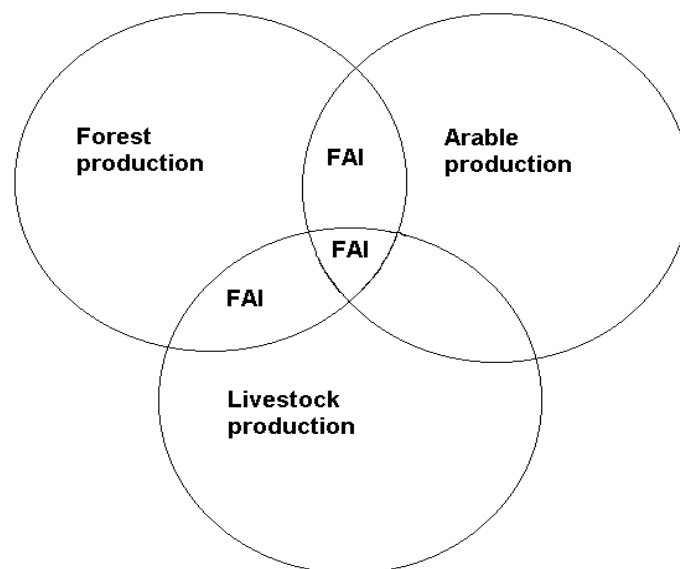 Forest
production
Arable
production
FAI
FAI
FAI
Livestock
production